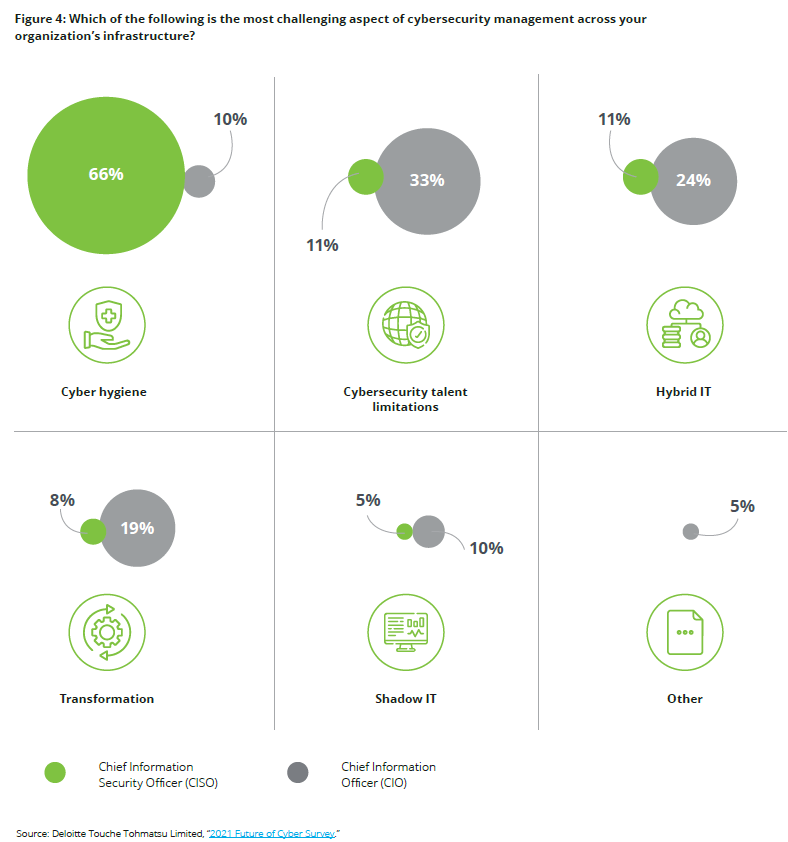 Figure 4: Which of the following is the most challenging aspect of cybersecurity management across your
organization’s infrastructure?
66%
10%
11%
33%
11%
24%
Cyber hygiene
Cybersecurity talent
limitations
Hybrid IT
8%
19%
5%
10%
5%
Transformation
Shadow IT
Other
Chief Information
Security Officer (CISO)
Chief Information
Officer (CIO)
Source: Deloitte Touche Tohmatsu Limited, “2021 Future of Cyber Survey.”